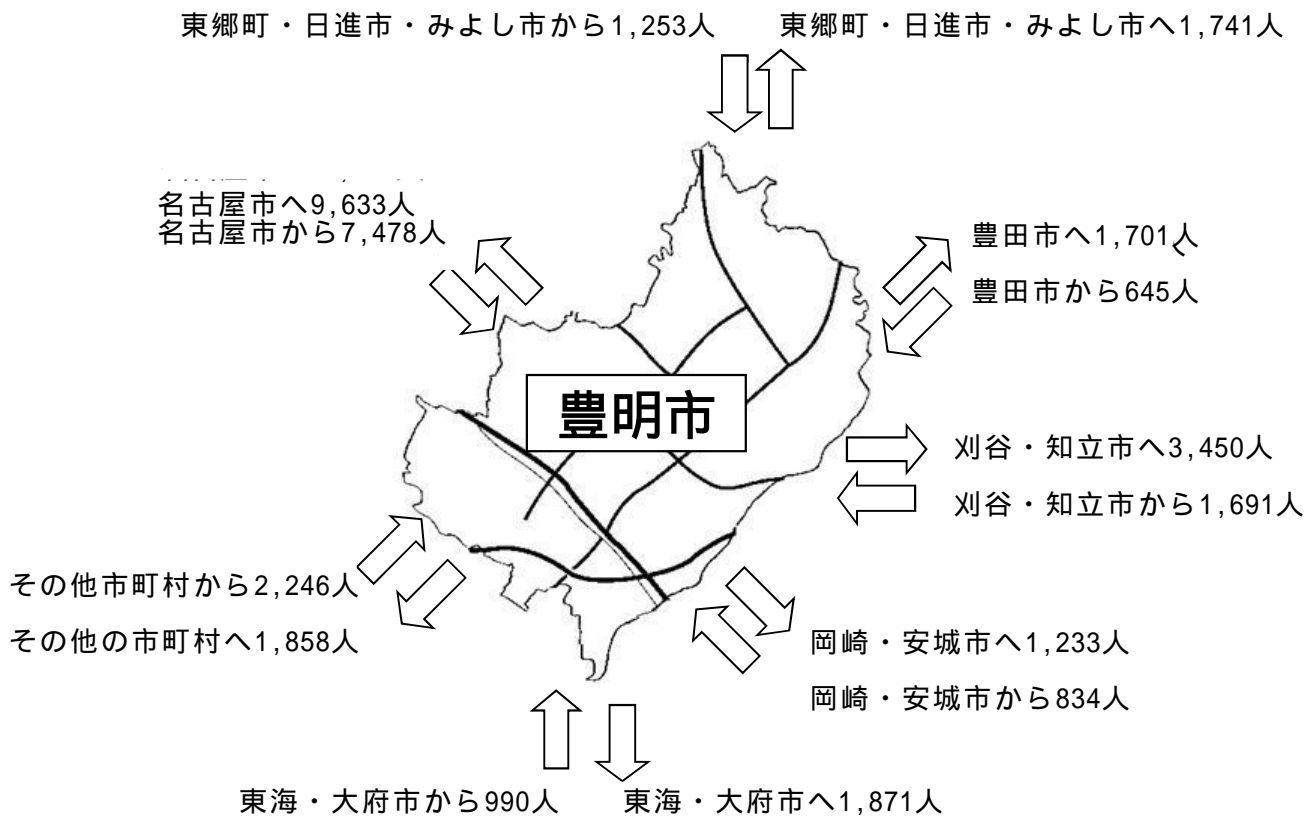 東郷町・日進市・みよし市から1,253人
東郷町・日進市・みよし市へ1,741人
名古屋市へ9,633人
名古屋市から7,478人
豊田市へ1,701人
豊田市から645人
豊明市
刈谷・知立市へ3,450人
刈谷・知立市から1,691人
その他市町村から2,246人
その他の市町村へ1,858人
岡崎・安城市へ1,233人
岡崎・安城市から834人
東海・大府市から990人
東海・大府市へ1,871人